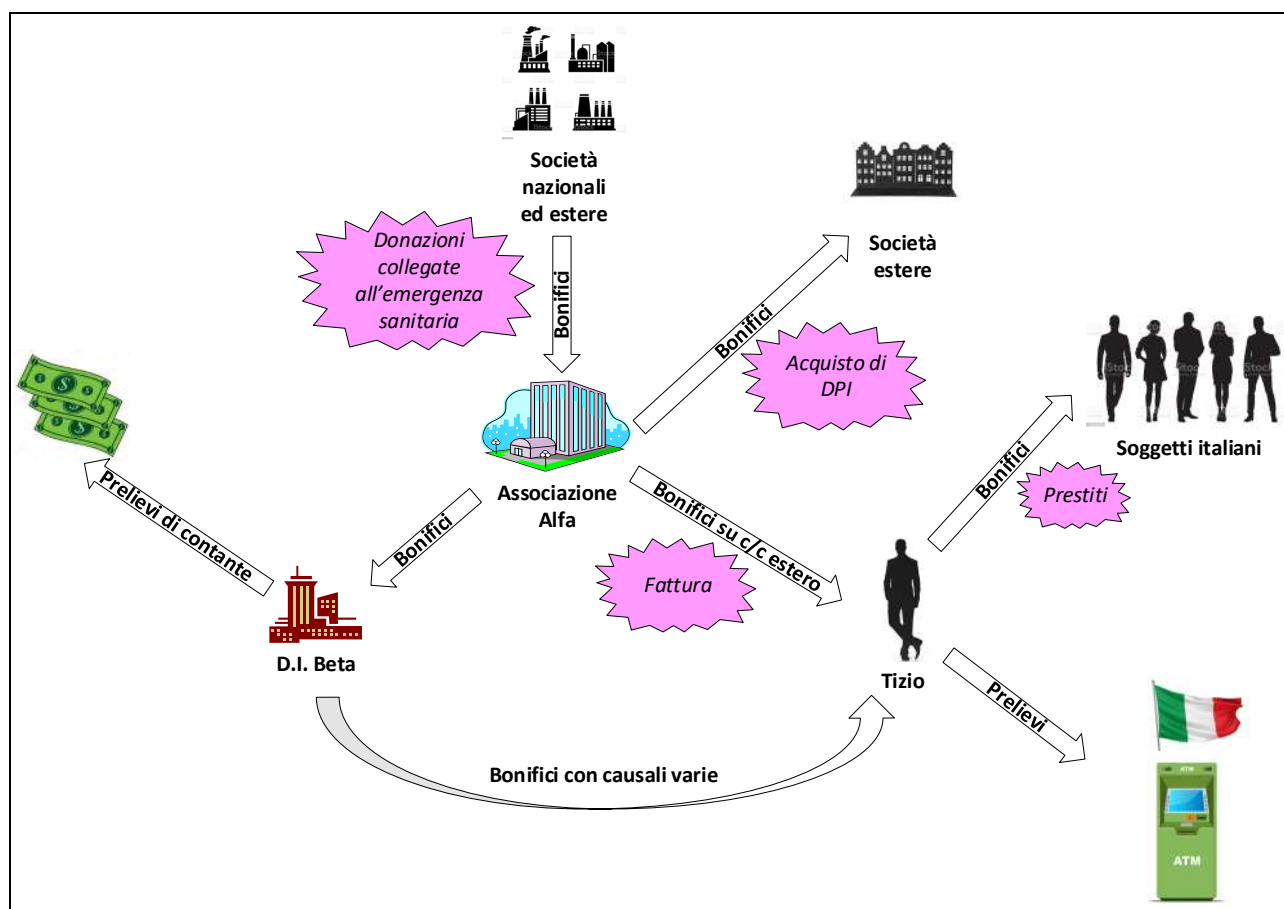 Società
nazionali
ed estere
Donazioni
collegate
all'emergenza
sanitaria
Bonifici
Società
estere
Bonifici
Acquisto di
DPI
iStock
Soggetti italiani
Bonifici
Prestiti
Associazione
Alfa
Prelievi di contante
Bonifici
Bonifici su c/c estero
Fattura
D.I. Beta
Tizio
Prelievi
Bonifici con causali varie
ATM
ATM